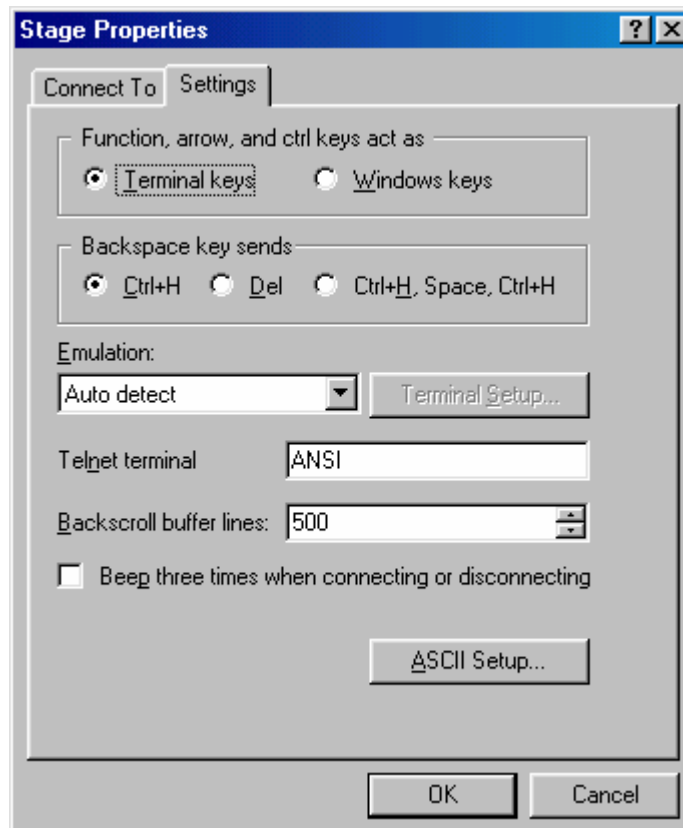 Stage Properties
Connect To Settings
Function, arrow, and ctrl keys act as
Terminal keys Windows keys
Backspace key sends
Ctrl+H Del Ctrl+H, Space, Ctrl+H
Emulation:
Auto detect Terminal Setup...
Telnet terminal ANSI
Backscroll buffer lines: 500
Beep three times when connecting or disconnecting
ASCII Setup...
OK Cancel